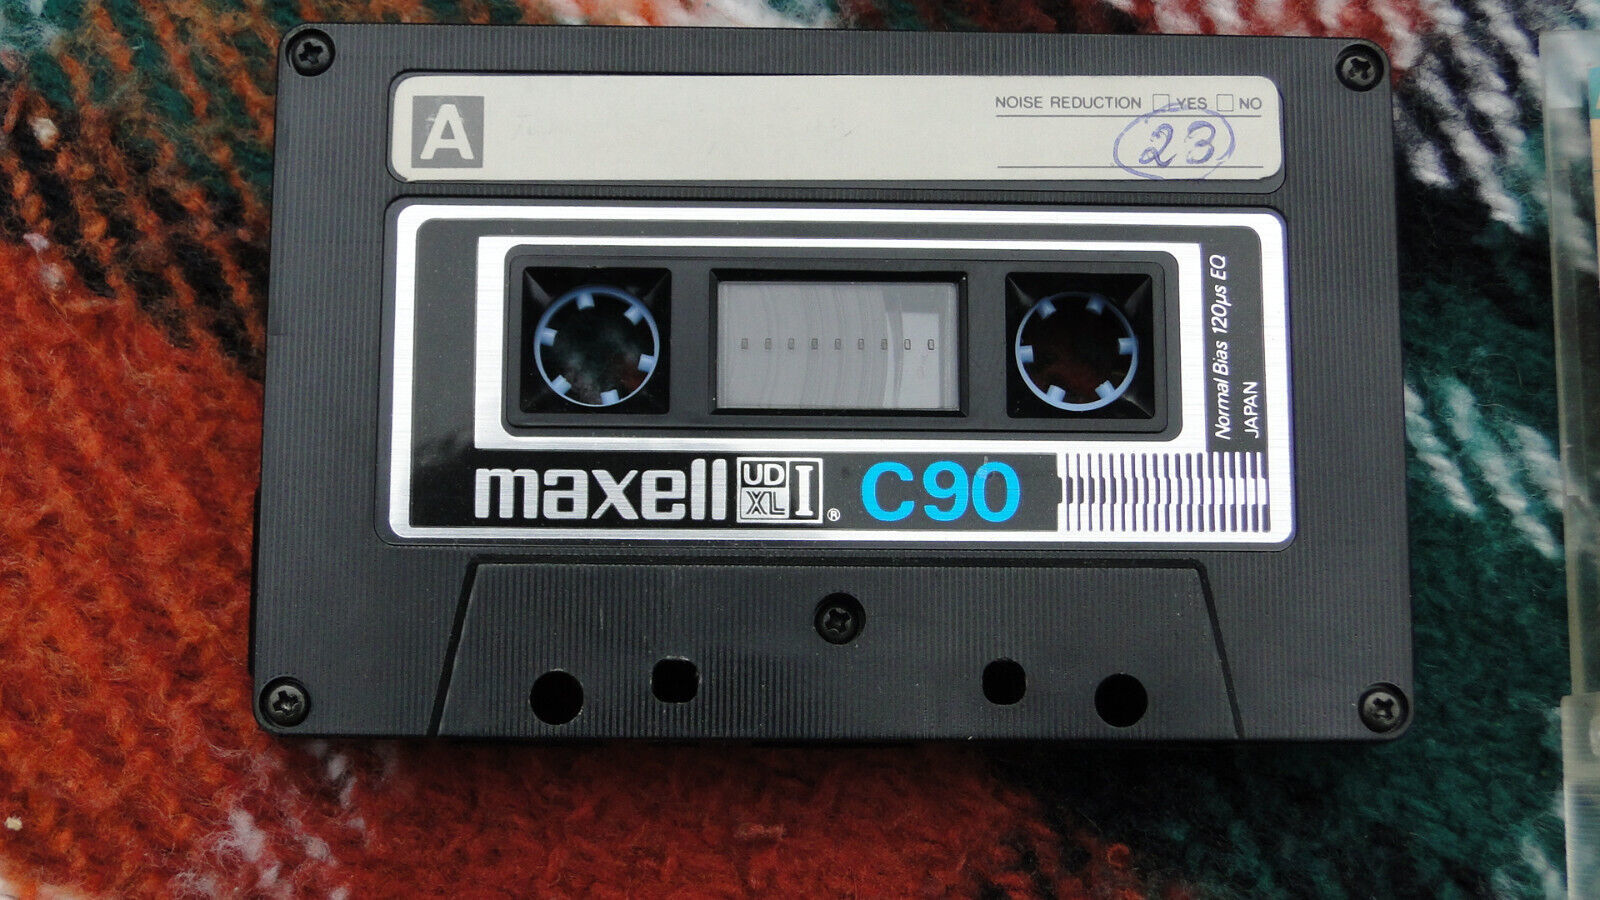 A
NOISE REDUCTION YES NO
23
Normal Bias 120µs EQ
JAPAN
maxell UD XL I ® C90